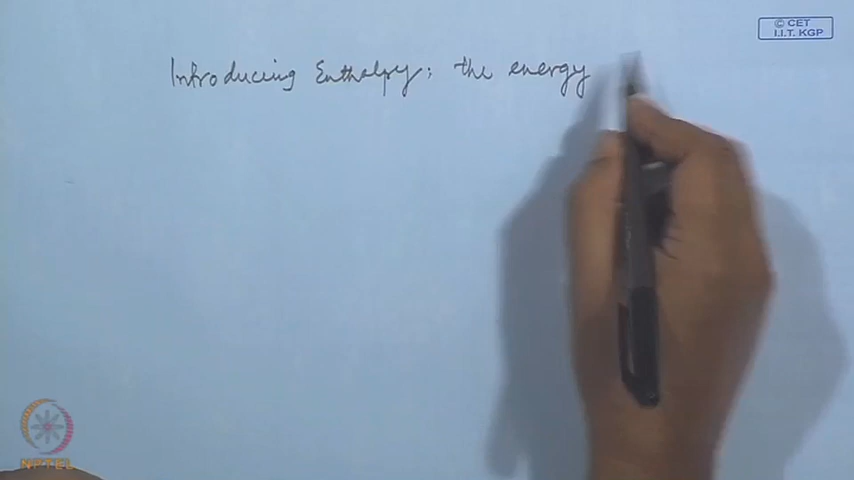 © CET
I.I.T. KGP
Introducing Enthalpy: the energy
NPTEL